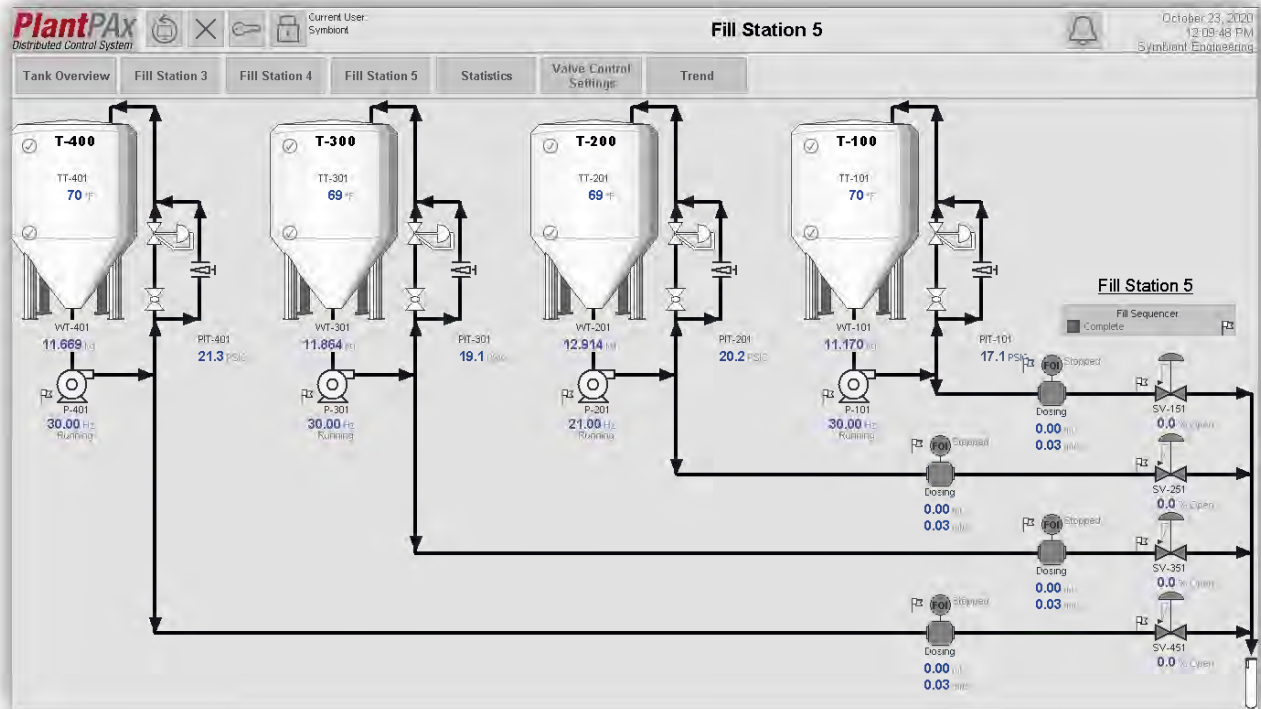 PlantPAx
Distributed Control System
Current User:
Symbiont
Fill Station 5
October 23, 2020
12:09:48 PM
Symbiont Engineering
Tank Overview
Fill Station 3
Fill Station 4
Fill Station 5
Statistics
Valve Control
Settings
Trend
T-400
TT-401
70 °F
WT-401
11.669 kg
PIT-401
21.3 PSIG
P-401
30.00 Hz
Running
T-300
TT-301
69 °F
WT-301
11.864
PIT-301
19.1 PSIG
P-301
30.00 Hz
Running
T-200
TT-201
69 °F
WT-201
12.914 kg
PIT-201
20.2 PSIG
P-201
21.00 Hz
Running
T-100
TT-101
70 °F
WT-101
11.170 kg
PIT-101
17.1 PSIG
P-101
30.00 Hz
Running
Fill Station 5
Fill Sequencer
Complete
FOI
Stopped
Dosing
0.00
0.03
SV-151
0.0 % Open
FOI
Stopped
Dosing
0.00
0.03
SV-251
0.0 % Open
FOI
Stopped
Dosing
0.00
0.03
SV-351
0.0 % Open
FOI
Stopped
Dosing
0.00
0.03
SV-451
0.0 % Open